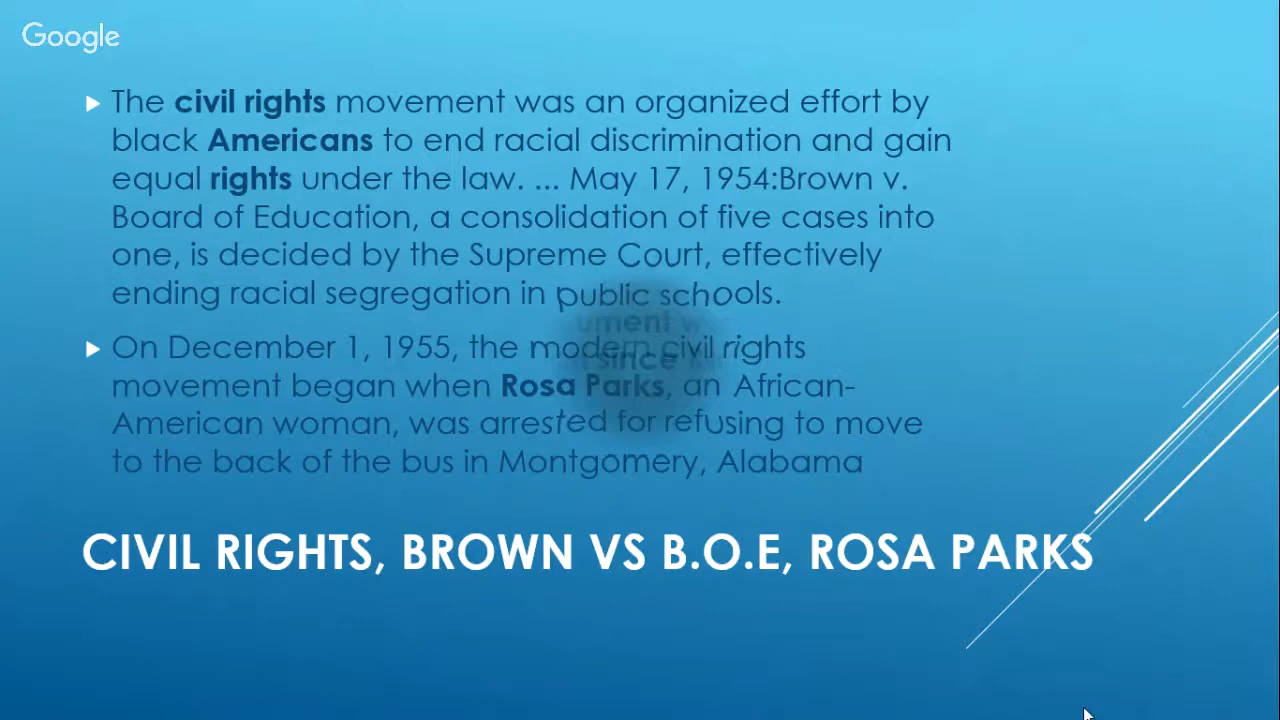 Google
The civil rights movement was an organized effort by
black Americans to end racial discrimination and gain
equal rights under the law. ... May 17, 1954:Brown v.
Board of Education, a consolidation of five cases into
one, is decided by the Supreme Court, effectively
ending racial segregation in public schools.
On December 1, 1955, the modern civil rights
since
movement began when Rosa Parks, an African-
American woman, was arrested for refusing to move
to the back of the bus in Montgomery, Alabama
CIVIL RIGHTS, BROWN VS B.O.E, ROSA PARKS